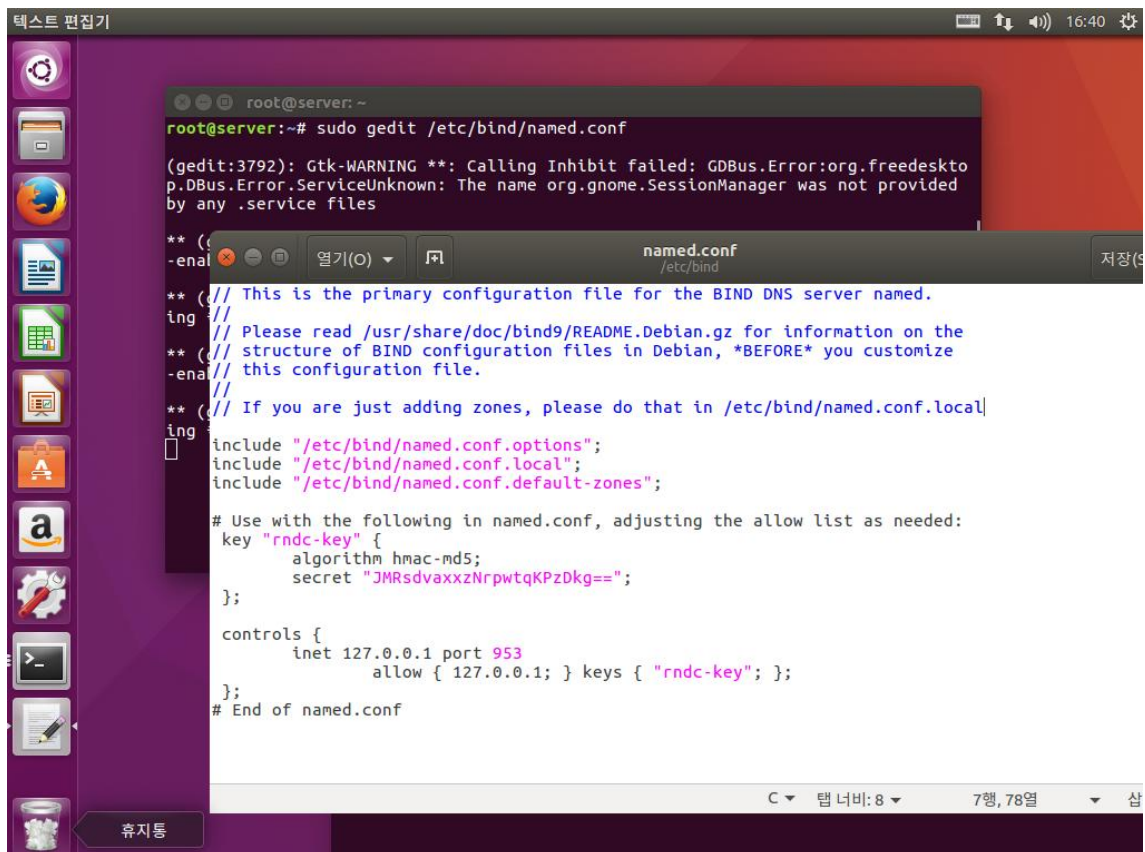 텍스트 편집기
16:40
root@server: ~
root@server:~# sudo gedit /etc/bind/named.conf
(gedit:3792): Gtk-WARNING **: Calling Inhibit failed: GDBus.Error:org.freedeskto
p.DBus.Error.ServiceUnknown: The name org.gnome.SessionManager was not provided
by any .service files
** (
-enal
** (
ing
** (
-enal
** (
ing
열기(O)
named.conf
/etc/bind
저장(S
// This is the primary configuration file for the BIND DNS server named.
//
// Please read /usr/share/doc/bind9/README.Debian.gz for information on the
// structure of BIND configuration files in Debian, *BEFORE* you customize
// this configuration file.
//
// If you are just adding zones, please do that in /etc/bind/named.conf.local
include "/etc/bind/named.conf.options";
include "/etc/bind/named.conf.local";
include "/etc/bind/named.conf.default-zones";
# Use with the following in named.conf, adjusting the allow list as needed:
key "rndc-key" {
algorithm hmac-md5;
secret "JMRsdvaxxzNrpwtqKPzDkg==";
};
controls {
inet 127.0.0.1 port 953
allow { 127.0.0.1; } keys { "rndc-key"; };
};
# End of named.conf
C 탭 너비: 8 7행, 78열 삽
휴지통